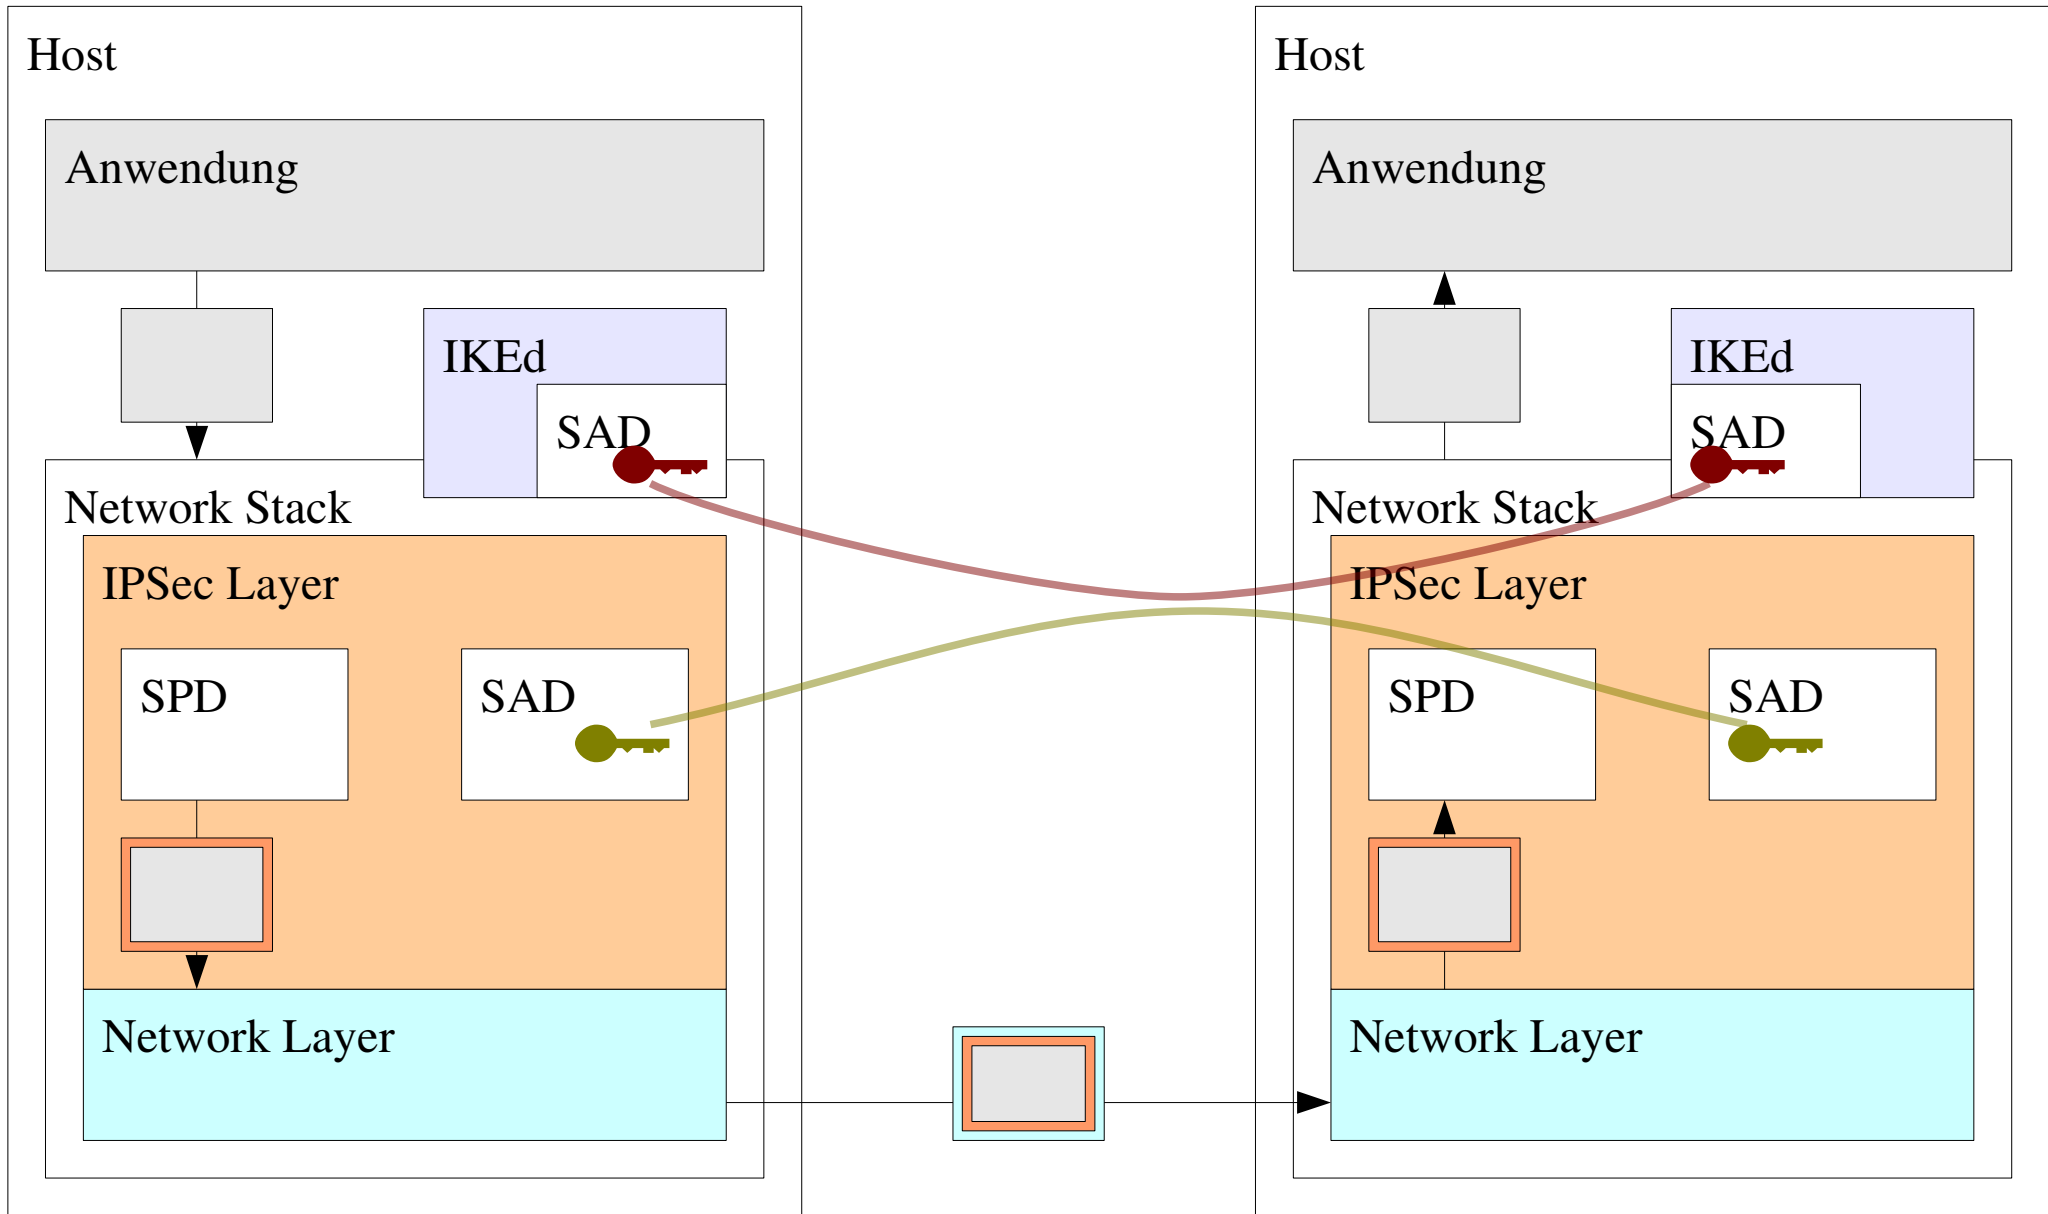 Host
Anwendung
IKEd
SAD
Network Stack
IPSec Layer
SPD
SAD
Network Layer
Host
Anwendung
IKEd
SAD
Network Stack
IPSec Layer
SPD
SAD
Network Layer